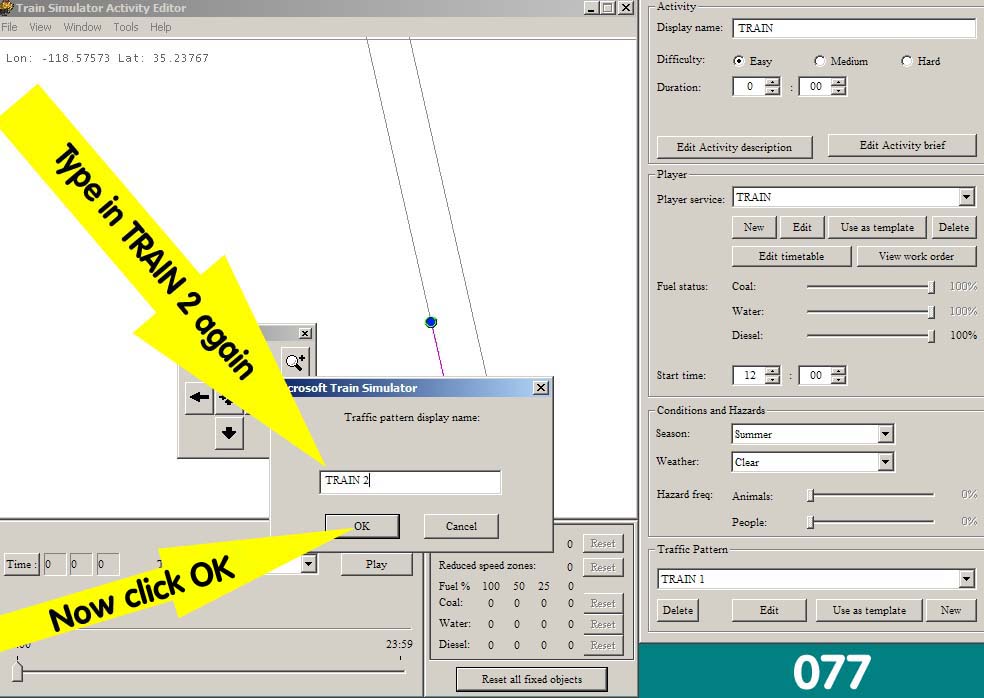 Train Simulator Activity Editor
File View Window Tools Help
Lon: -118.57573 Lat: 35.23767
Type in TRAIN 2 again
crosoft Train Simulator
Traffic pattern display name:
TRAIN 2
OK Cancel
Now click OK
Time : 0 0 0
Play
23:59
0 Reset
Reduced speed zones: 0 Reset
Fuel % 100 50 25 0
Coal: 0 0 0 0 Reset
Water: 0 0 0 0 Reset
Diesel: 0 0 0 0 Reset
Reset all fixed objects
Activity
Display name: TRAIN
Difficulty: Easy Medium Hard
Duration: 0 : 00
Edit Activity description Edit Activity brief
Player
Player service: TRAIN
New Edit Use as template Delete
Edit timetable View work order
Fuel status: Coal: 100%
Water: 100%
Diesel: 100%
Start time: 12 : 00
Conditions and Hazards
Season: Summer
Weather: Clear
Hazard freq: Animals: 0%
People: 0%
Traffic Pattern
TRAIN 1
Delete Edit Use as template New
077